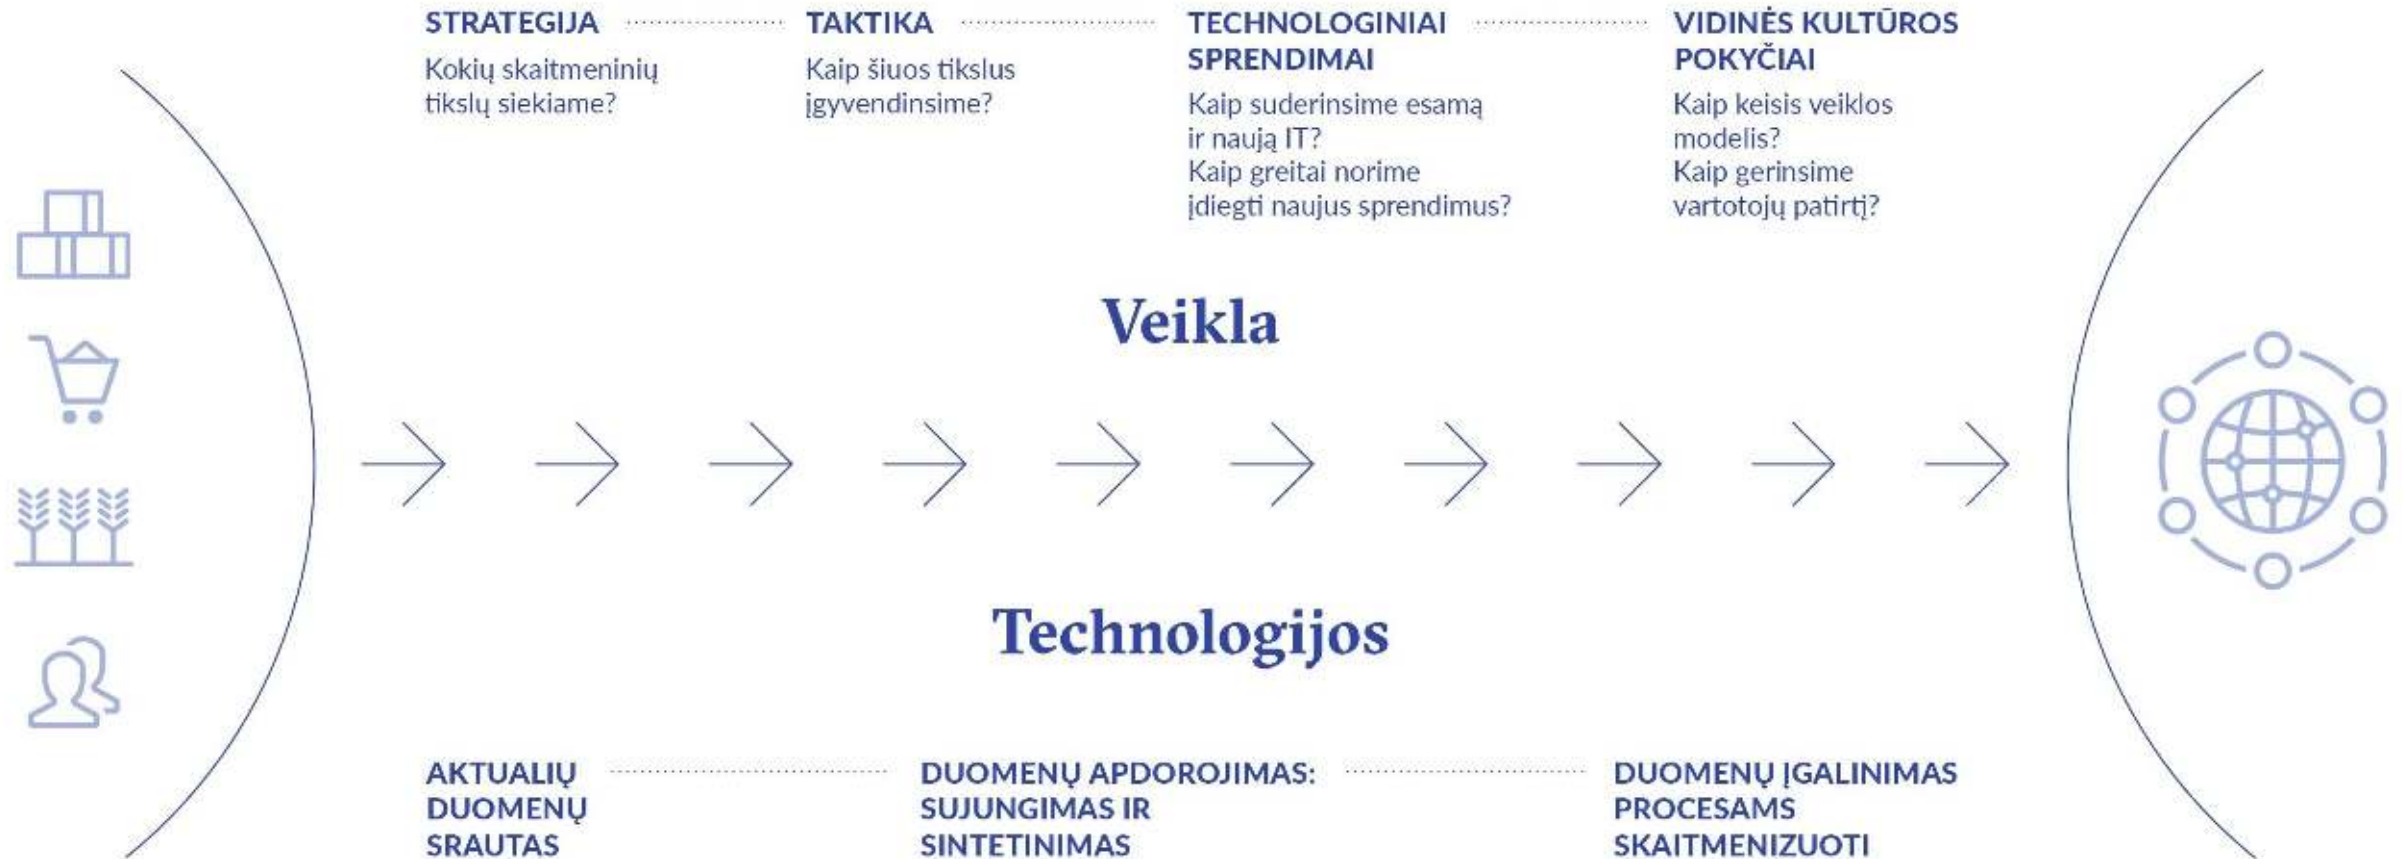 STRATEGIJA
Kokių skaitmeninių
tikslų siekiame?
TAKTIKA
Kaip šiuos tikslus
įgyvendinsime?
TECHNOLOGINIAI
SPRENDIMAI
Kaip suderinsime esamą
ir naują IT?
Kaip greitai norime
įdiegti naujus sprendimus?
VIDINĖS KULTŪROS
POKYČIAI
Kaip keisis veiklos
modelis?
Kaip gerinsime
vartotojų patirtį?
Veikla
Technologijos
AKTUALIŲ
DUOMENŲ
SRAUTAS
DUOMENŲ APDOROJIMAS:
SUJUNGIMAS IR
SINTETINIMAS
DUOMENŲ ĮGALINIMAS
PROCESAMS
SKAITMENIZUOTI